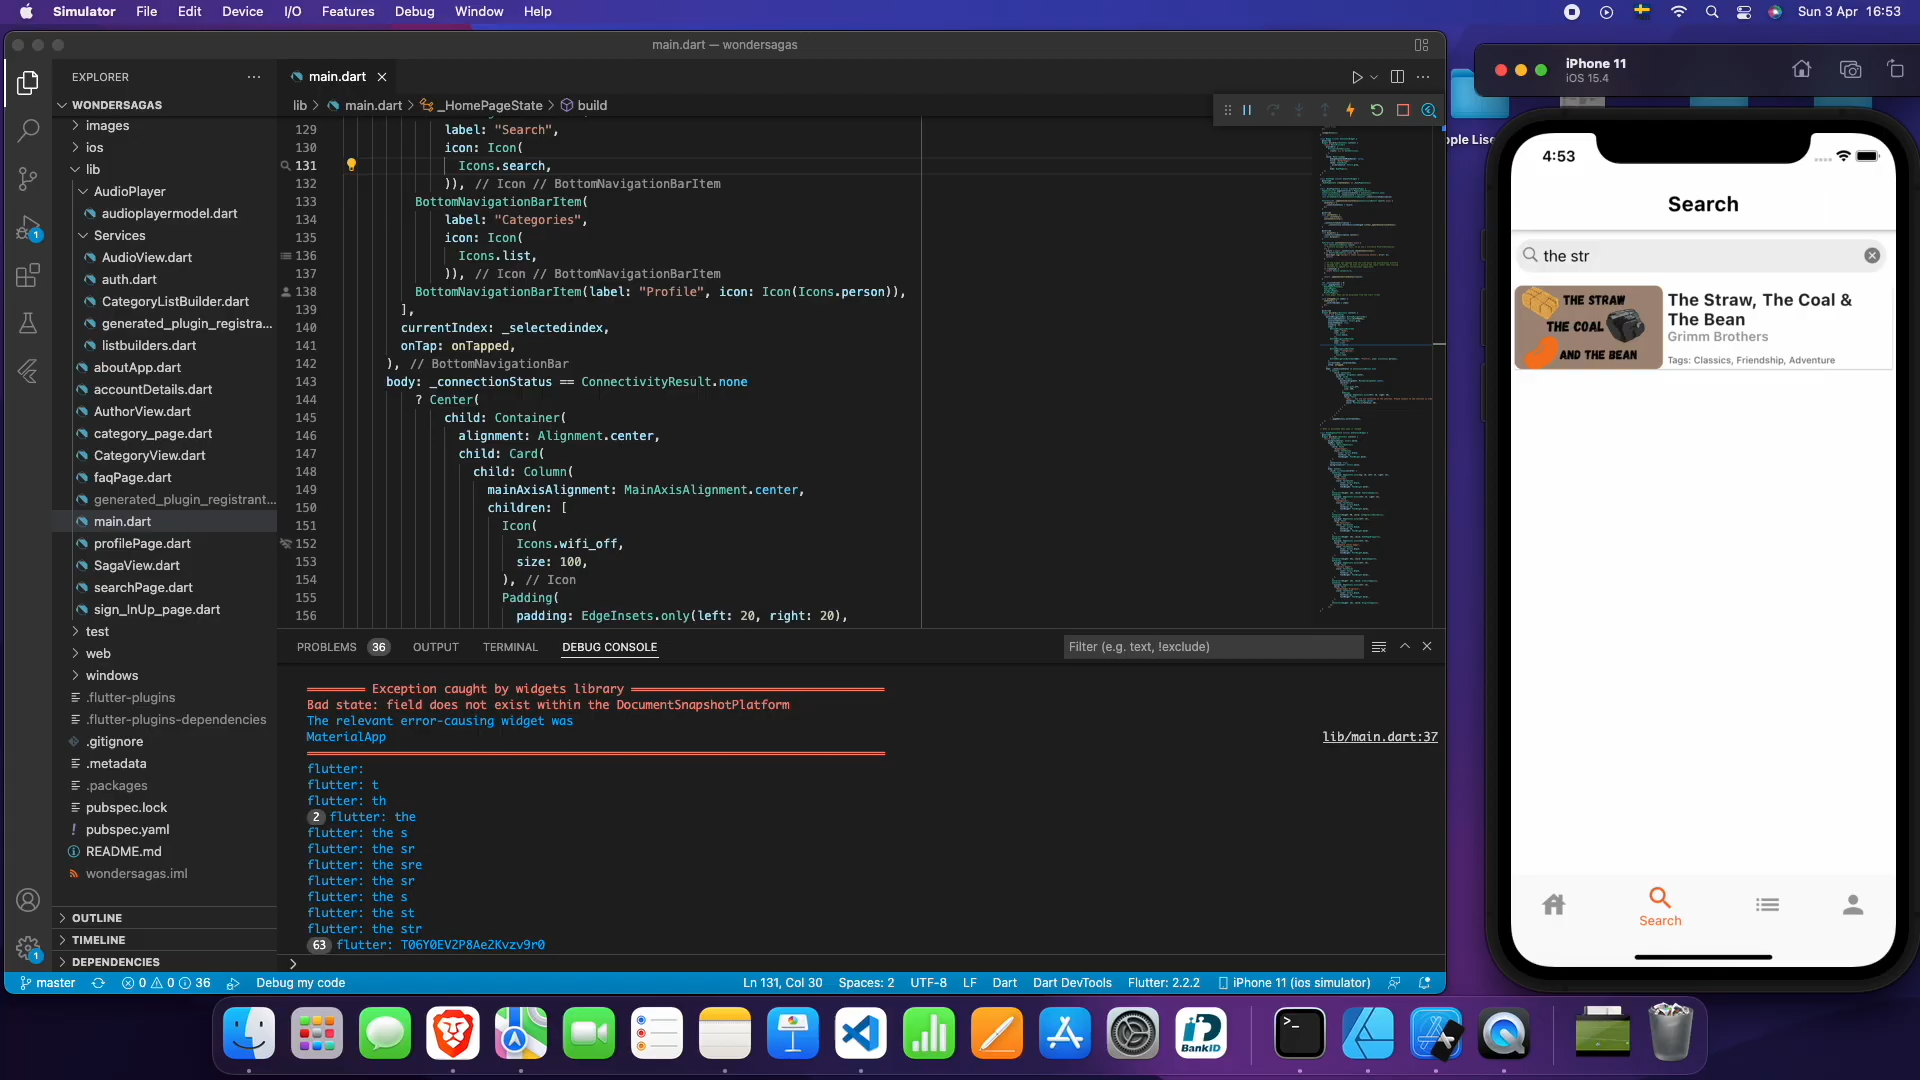 Simulator File Edit Device I/O Features Debug Window Help
Sun 3 Apr 16:53
main.dart — wondersagas
EXPLORER
WONDERSAGAS
images
ios
lib
AudioPlayer
audioplayermodel.dart
Services
AudioView.dart
auth.dart
CategoryListBuilder.dart
generated_plugin_registra...
listbuilders.dart
aboutApp.dart
accountDetails.dart
AuthorView.dart
category_page.dart
CategoryView.dart
faqPage.dart
generated_plugin_registrant...
main.dart
profilePage.dart
SagaView.dart
searchPage.dart
sign_InUp_page.dart
test
web
windows
.flutter-plugins
.flutter-plugins-dependencies
.gitignore
.metadata
.packages
pubspec.lock
pubspec.yaml
README.md
wondersagas.iml
OUTLINE
TIMELINE
DEPENDENCIES
1
1
main.dart
lib > main.dart > _HomePageState > build
129 label: "Search",
130 icon: Icon(
131 Icons.search,
132 )), // Icon // BottomNavigationBarItem
133 BottomNavigationBarItem(
134 label: "Categories",
135 icon: Icon(
136 Icons.list,
137 )), // Icon // BottomNavigationBarItem
138 BottomNavigationBarItem(label: "Profile", icon: Icon(Icons.person)),
139 ],
140 currentIndex: _selectedindex,
141 onTap: onTapped,
142 ), // BottomNavigationBar
143 body: _connectionStatus == ConnectivityResult.none
144 ? Center(
145 child: Container(
146 alignment: Alignment.center,
147 child: Card(
148 child: Column(
149 mainAxisAlignment: MainAxisAlignment.center,
150 children: [
151 Icon(
152 Icons.wifi_off,
153 size: 100,
154 ), // Icon
155 Padding(
156 padding: EdgeInsets.only(left: 20, right: 20),
PROBLEMS 36 OUTPUT TERMINAL DEBUG CONSOLE
Filter (e.g. text, !exclude)
Exception caught by widgets library
Bad state: field does not exist within the DocumentSnapshotPlatform
The relevant error-causing widget was
MaterialApp lib/main.dart:37
flutter:
flutter: t
flutter: th
2 flutter: the
flutter: the s
flutter: the sr
flutter: the sre
flutter: the sr
flutter: the s
flutter: the st
flutter: the str
63 flutter: T06Y0EV2P8Ae2Kvzv9r0
master 0 0 36 Debug my code
Ln 131, Col 30 Spaces: 2 UTF-8 LF Dart Dart DevTools Flutter: 2.2.2 iPhone 11 (ios simulator)
iPhone 11
iOS 15.4
4:53
Search
the str
THE STRAW
THE COAL
AND THE BEAN
The Straw, The Coal &
The Bean
Grimm Brothers
Tags: Classics, Friendship, Adventure
Search
BankID